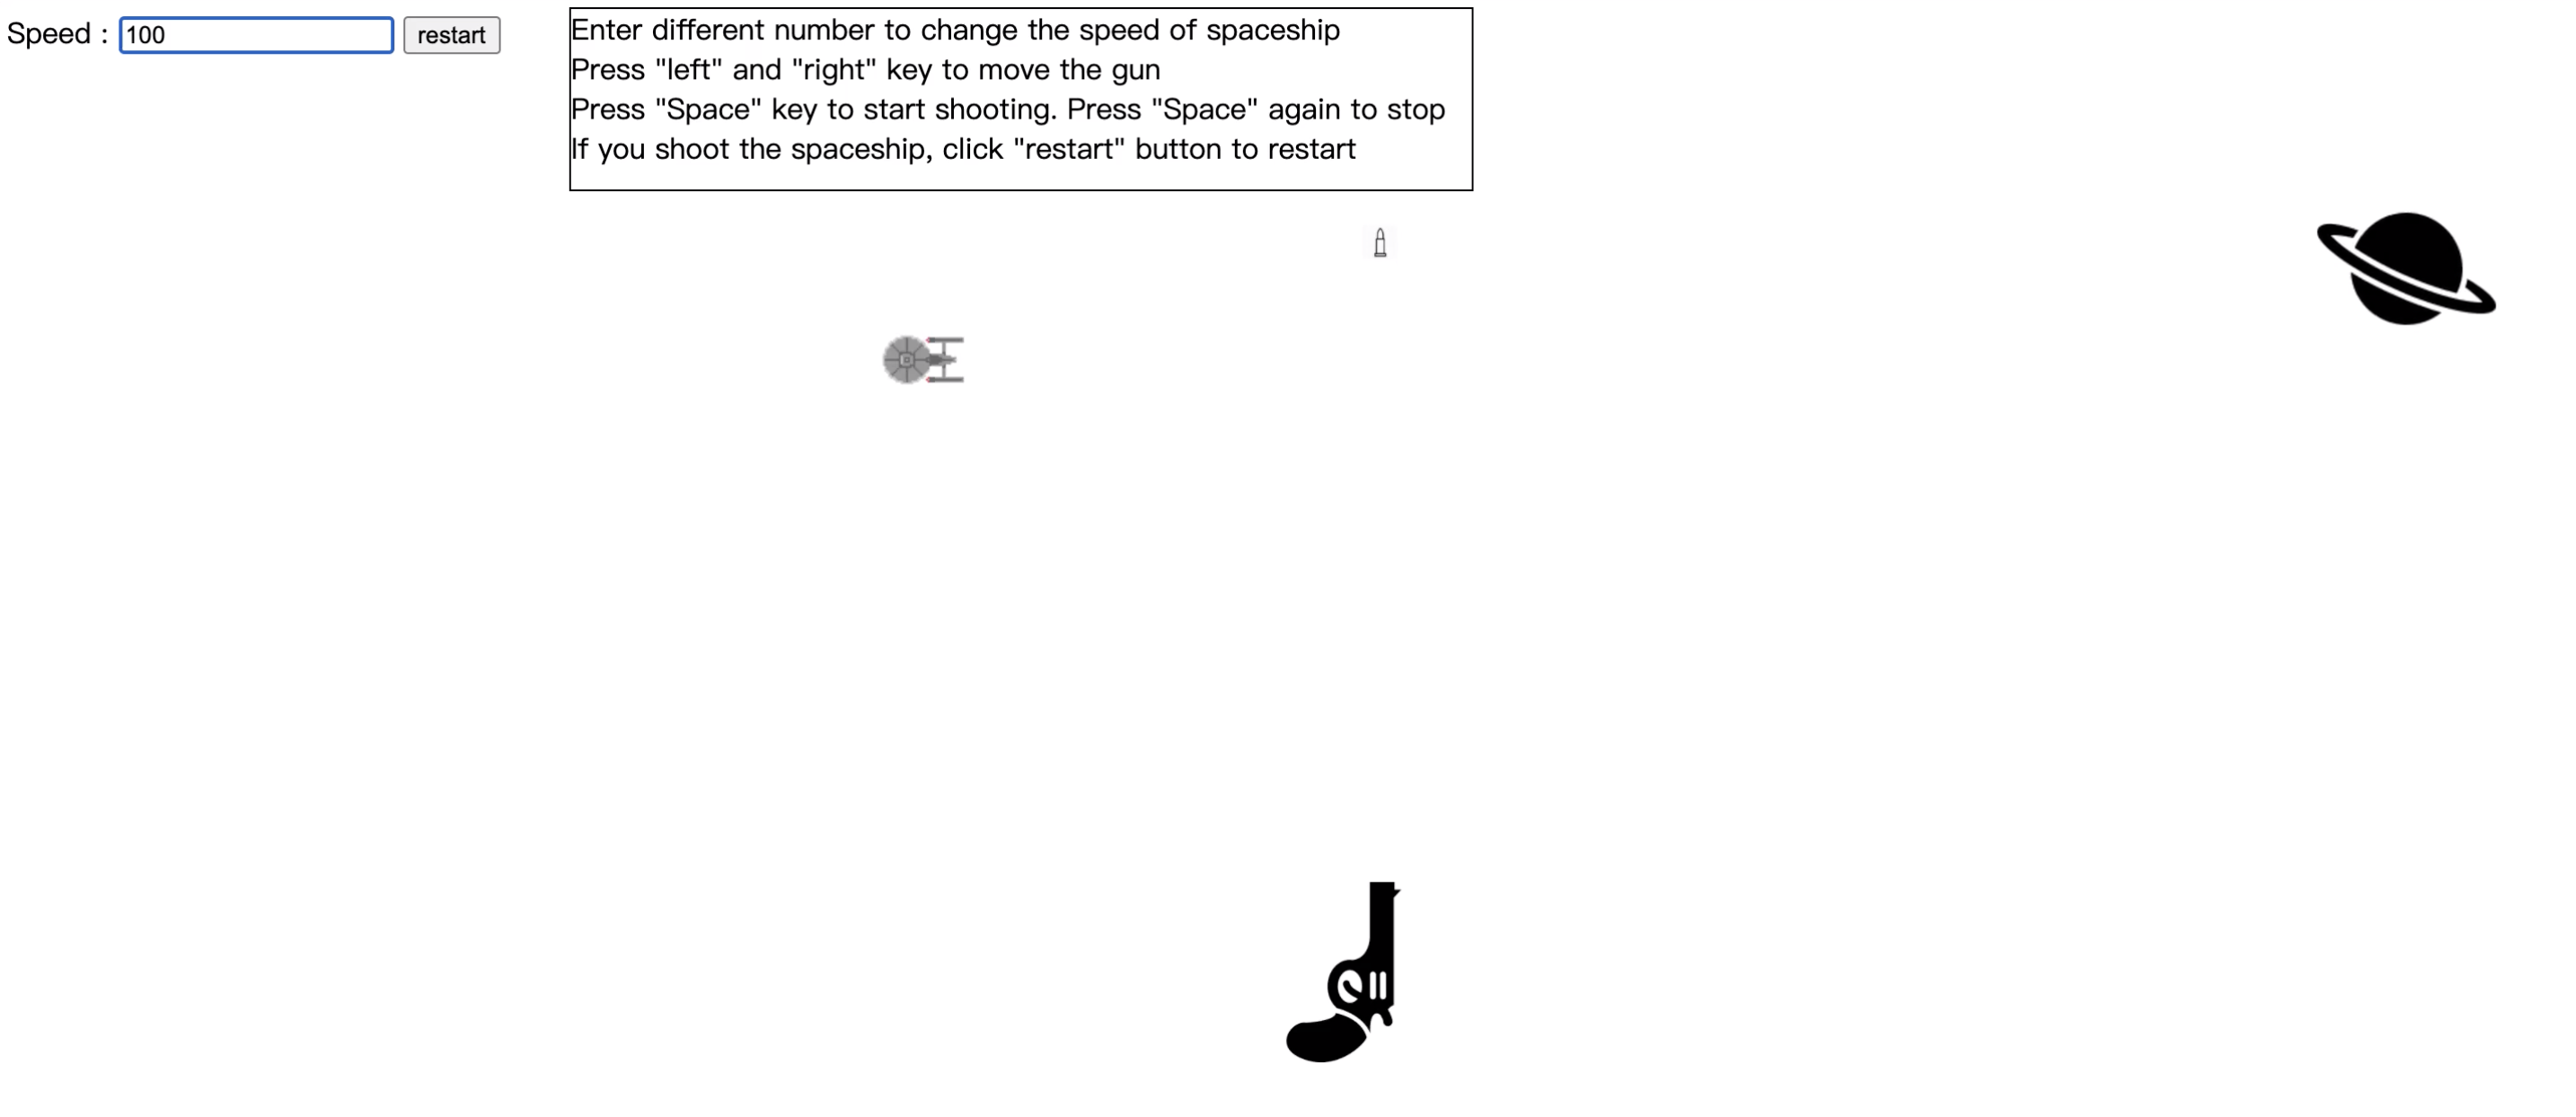 Speed : 100 restart
Enter different number to change the speed of spaceship
Press "left" and "right" key to move the gun
Press "Space" key to start shooting. Press "Space" again to stop
If you shoot the spaceship, click "restart" button to restart